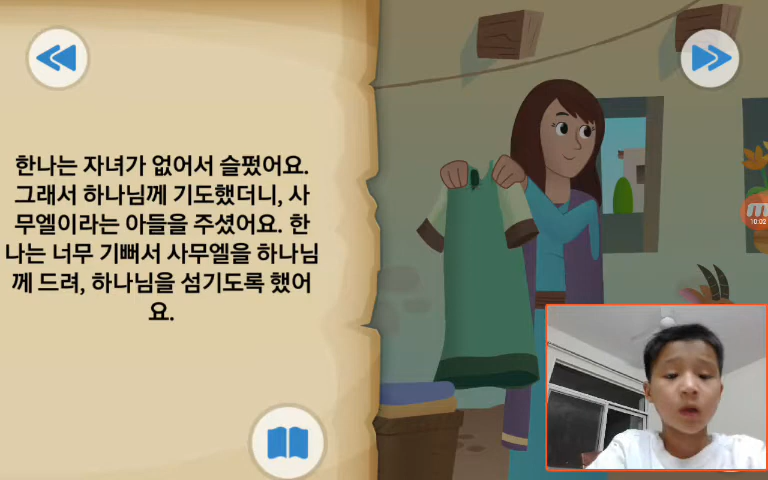 한나는 자녀가 없어서 슬펐어요.
그래서 하나님께 기도했더니, 사
무엘이라는 아들을 주셨어요. 한
나는 너무 기뻐서 사무엘을 하나님
께 드려, 하나님을 섬기도록 했어
요.
10:02